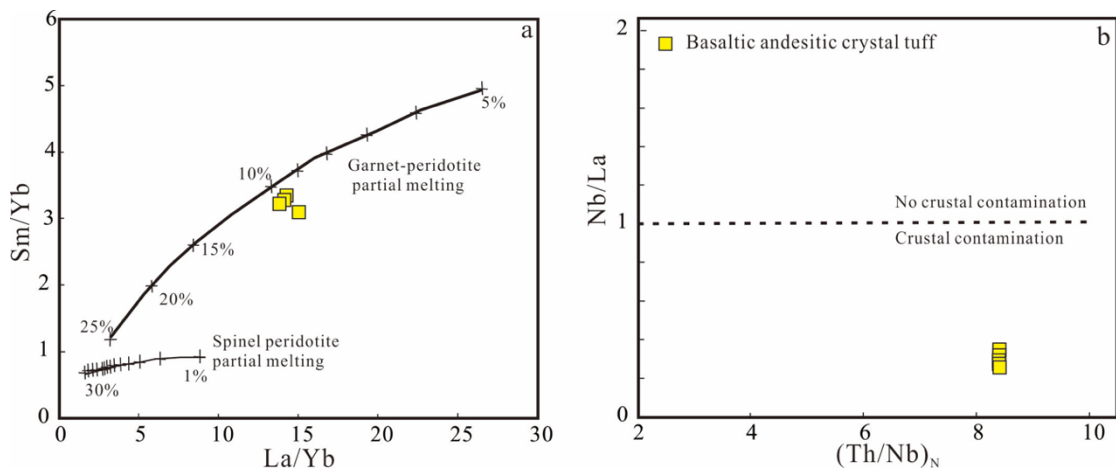 a
6
5
4
3
2
1
0
Sm/Yb
5%
10%
Garnet-peridotite
partial melting
15%
20%
25%
Spinel peridotite
partial melting
30%
1%
0
5
10
15
20
25
30
La/Yb
b
2
1
0
Nb/La
Basaltic andesitic crystal tuff
No crustal contamination
Crustal contamination
2
4
6
8
10
(Th/Nb)N